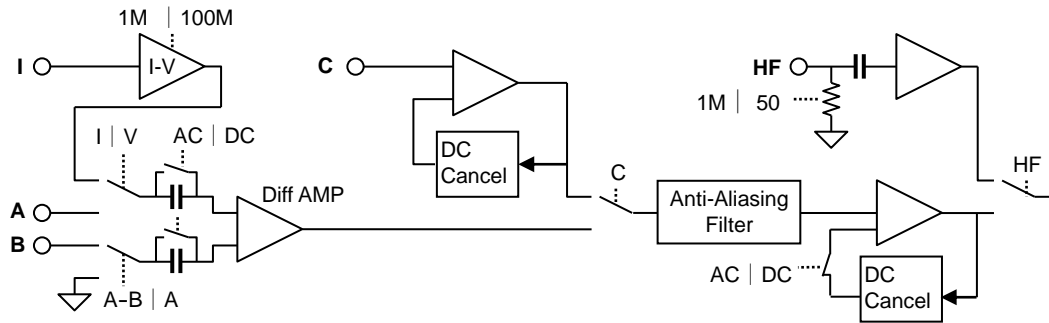 1M | 100M
I
I-V
C
HF
1M | 50
I | V
AC | DC
DC
Cancel
C
HF
Diff AMP
Anti-Aliasing
Filter
A
B
AC | DC
DC
Cancel
A-B | A